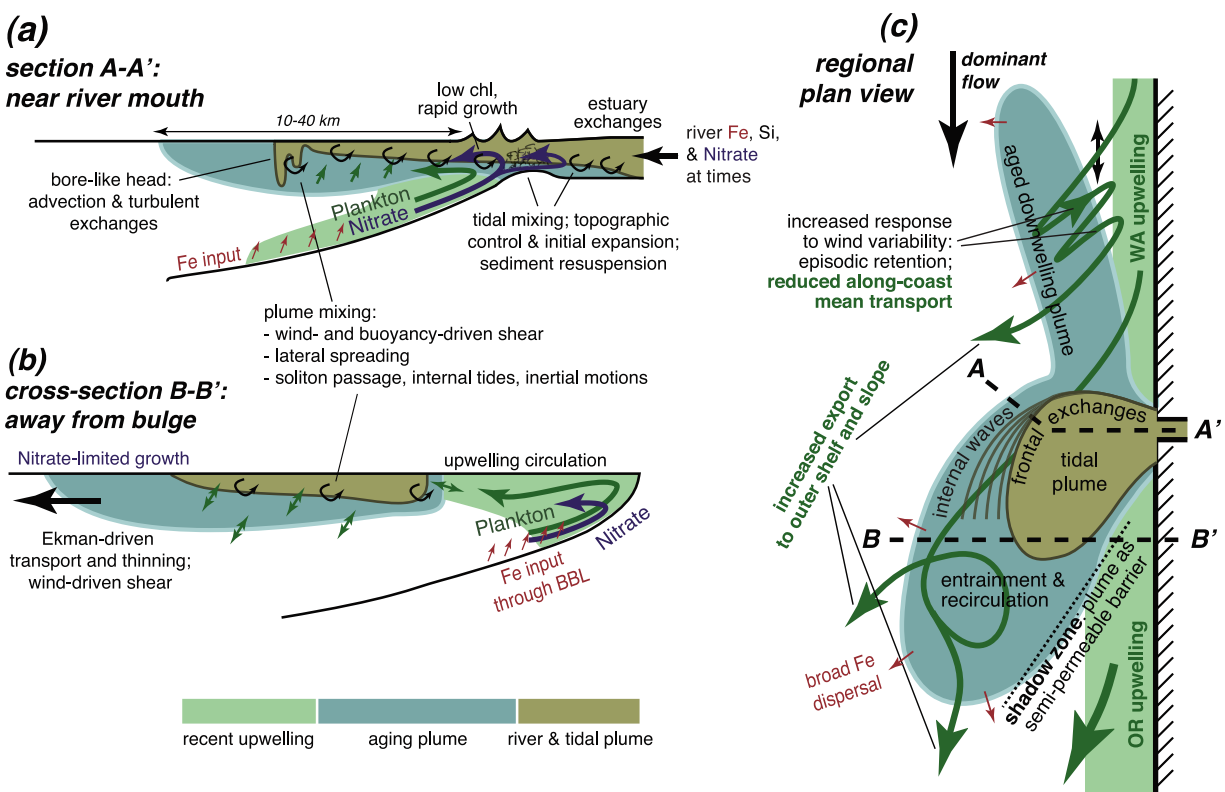 (a)
section A-A':
near river mouth
10-40 km
low chl,
rapid growth
estuary
exchanges
river Fe, Si,
& Nitrate
at times
bore-like head:
advection & turbulent
exchanges
Plankton
Nitrate
Fe input
tidal mixing; topographic
control & initial expansion;
sediment resuspension
plume mixing:
- wind- and buoyancy-driven shear
- lateral spreading
- soliton passage, internal tides, inertial motions
(b)
cross-section B-B':
away from bulge
Nitrate-limited growth
upwelling circulation
Plankton
Nitrate
Ekman-driven
transport and thinning;
wind-driven shear
Fe input
through BBL
recent upwelling
aging plume
river & tidal plume
(c)
regional
plan view
dominant
flow
aged downwelling plume
WA upwelling
increased response
to wind variability:
episodic retention;
reduced along-coast
mean transport
A
A'
internal waves
frontal exchanges
tidal
plume
increased export
to outer shelf and slope
B
B'
entrainment &
recirculation
shadow zone: plume as
semi-permeable barrier
broad Fe
dispersal
OR upwelling